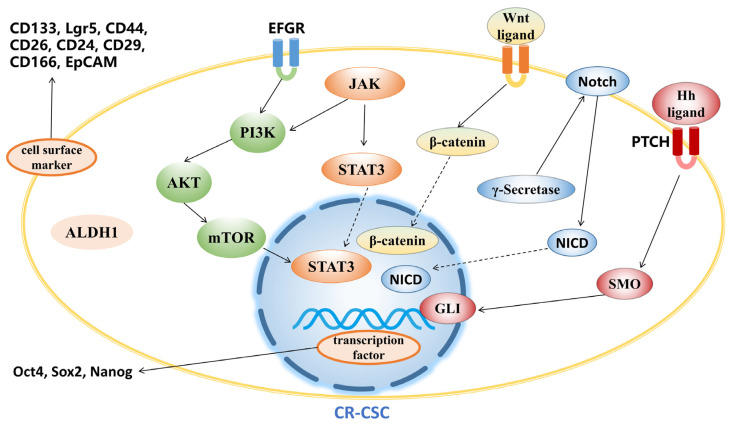 CD133, Lgr5, CD44,
CD26, CD24, CD29,
CD166, EpCAM
EFGR
Wnt
ligand
JAK
Notch
Hh
ligand
PI3K
β-catenin
PTCH
cell surface
marker
STAT3
AKT
γ-Secretase
ALDH1
mTOR
β-catenin
NICD
STAT3
NICD
SMO
GLI
transcription
factor
Oct4, Sox2, Nanog
CR-CSC